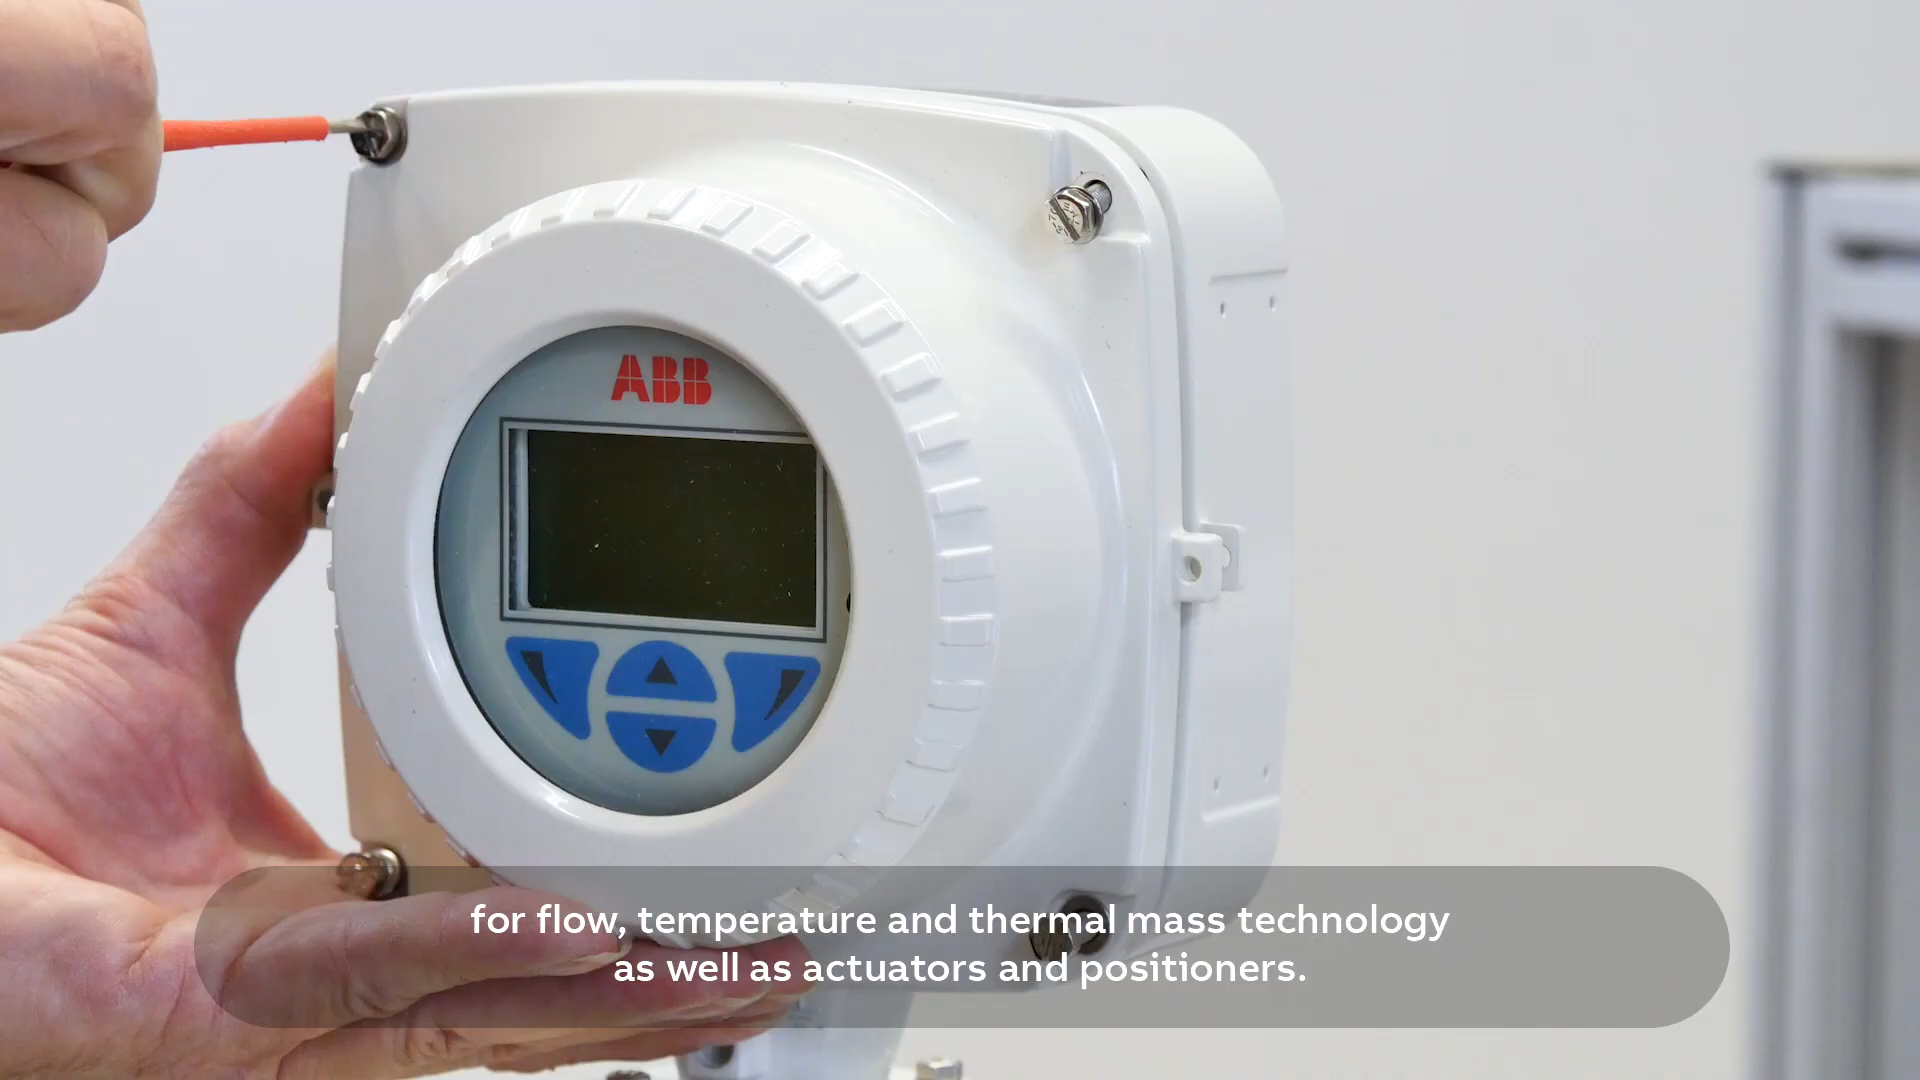 ABB
for flow, temperature and thermal mass technology
as well as actuators and positioners.